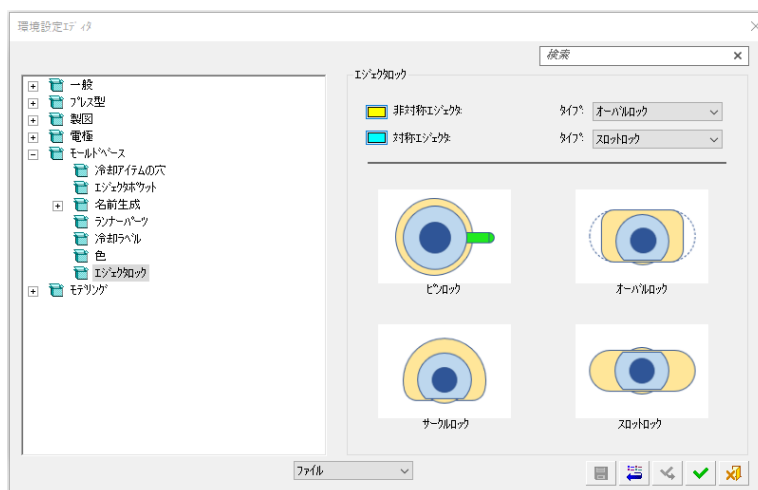 環境設定ｴﾃﾞｨﾀ
検索
一般
ﾌﾟﾚｽ型
製図
電極
ﾓｰﾙﾄﾞﾍﾞｰｽ
冷却ｱｲﾃﾑの穴
ｴｼﾞｪｸﾀﾎﾟｹｯﾄ
名前生成
ﾗﾝﾅｰﾊﾟｰﾂ
冷却ﾗﾍﾞﾙ
色
ｴｼﾞｪｸﾀﾛｯｸ
ﾓﾃﾞﾘﾝｸﾞ
ｴｼﾞｪｸﾀﾛｯｸ
非対称ｴｼﾞｪｸﾀ: ﾀｲﾌﾟ: ｵｰﾊﾞﾙﾛｯｸ
対称ｴｼﾞｪｸﾀ: ﾀｲﾌﾟ: ｽﾛｯﾄﾛｯｸ
ﾋﾟﾝﾛｯｸ ｵｰﾊﾞﾙﾛｯｸ
ｻｰｸﾙﾛｯｸ ｽﾛｯﾄﾛｯｸ
ﾌｧｲﾙ